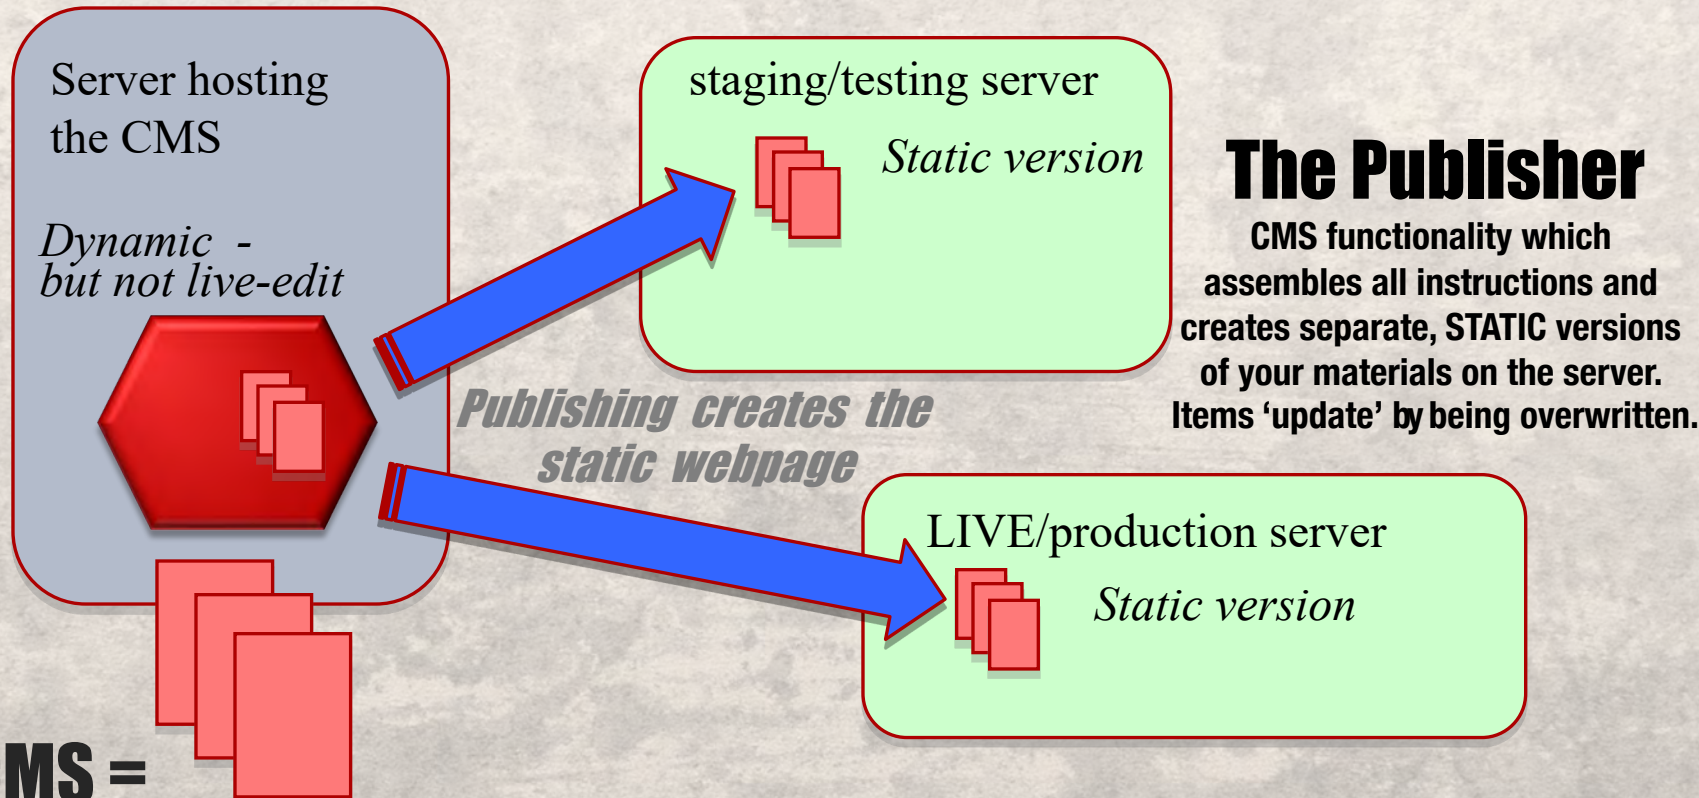 Server hosting
the CMS
Dynamic -
but not live-edit
staging/testing server
Static version
The Publisher
CMS functionality which
assembles all instructions and
creates separate, STATIC versions
of your materials on the server.
Items ‘update’ by being overwritten.
Publishing creates the
static webpage
LIVE/production server
Static version
MS =